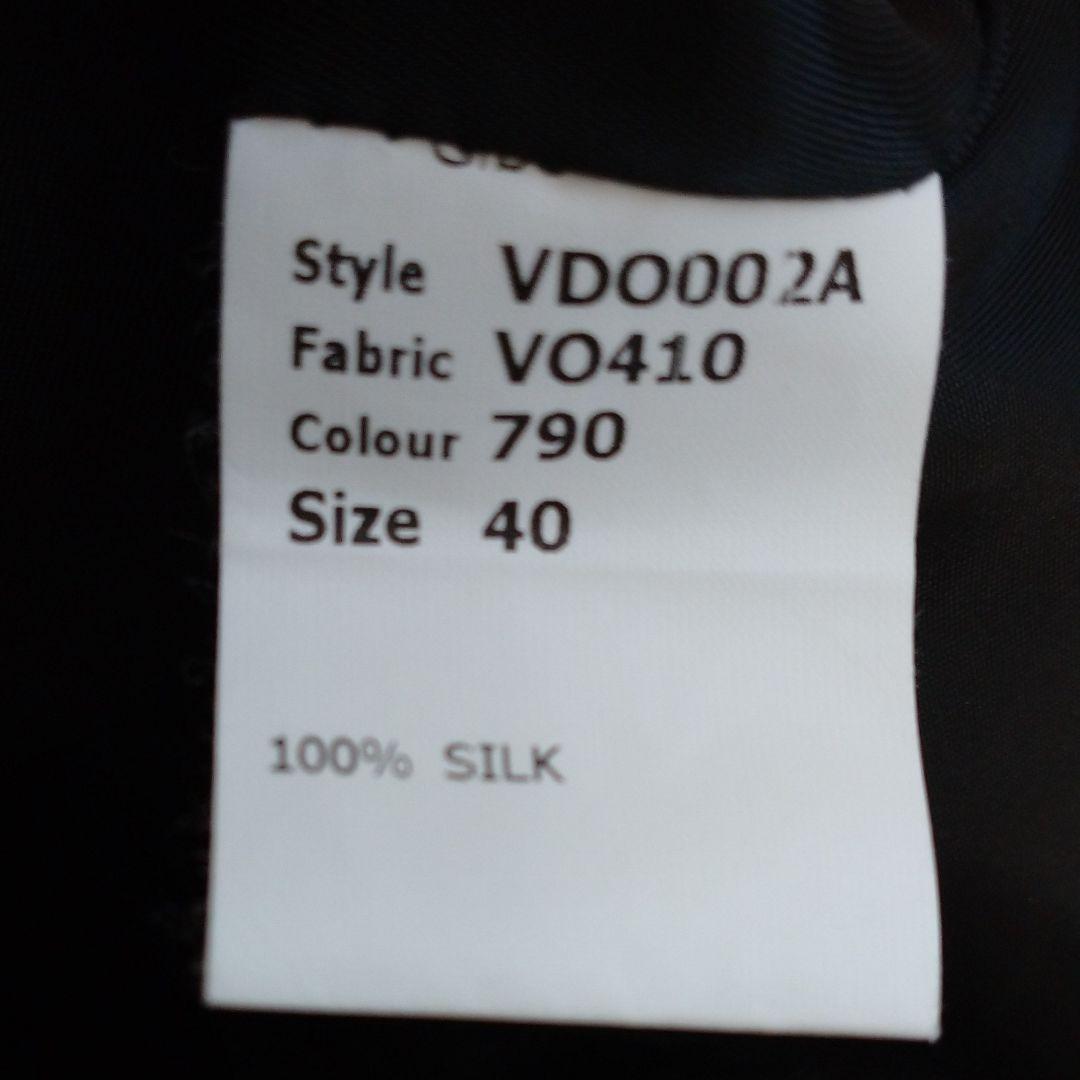 Style VDO002A
Fabric VO410
Colour 790
Size 40
100% SILK